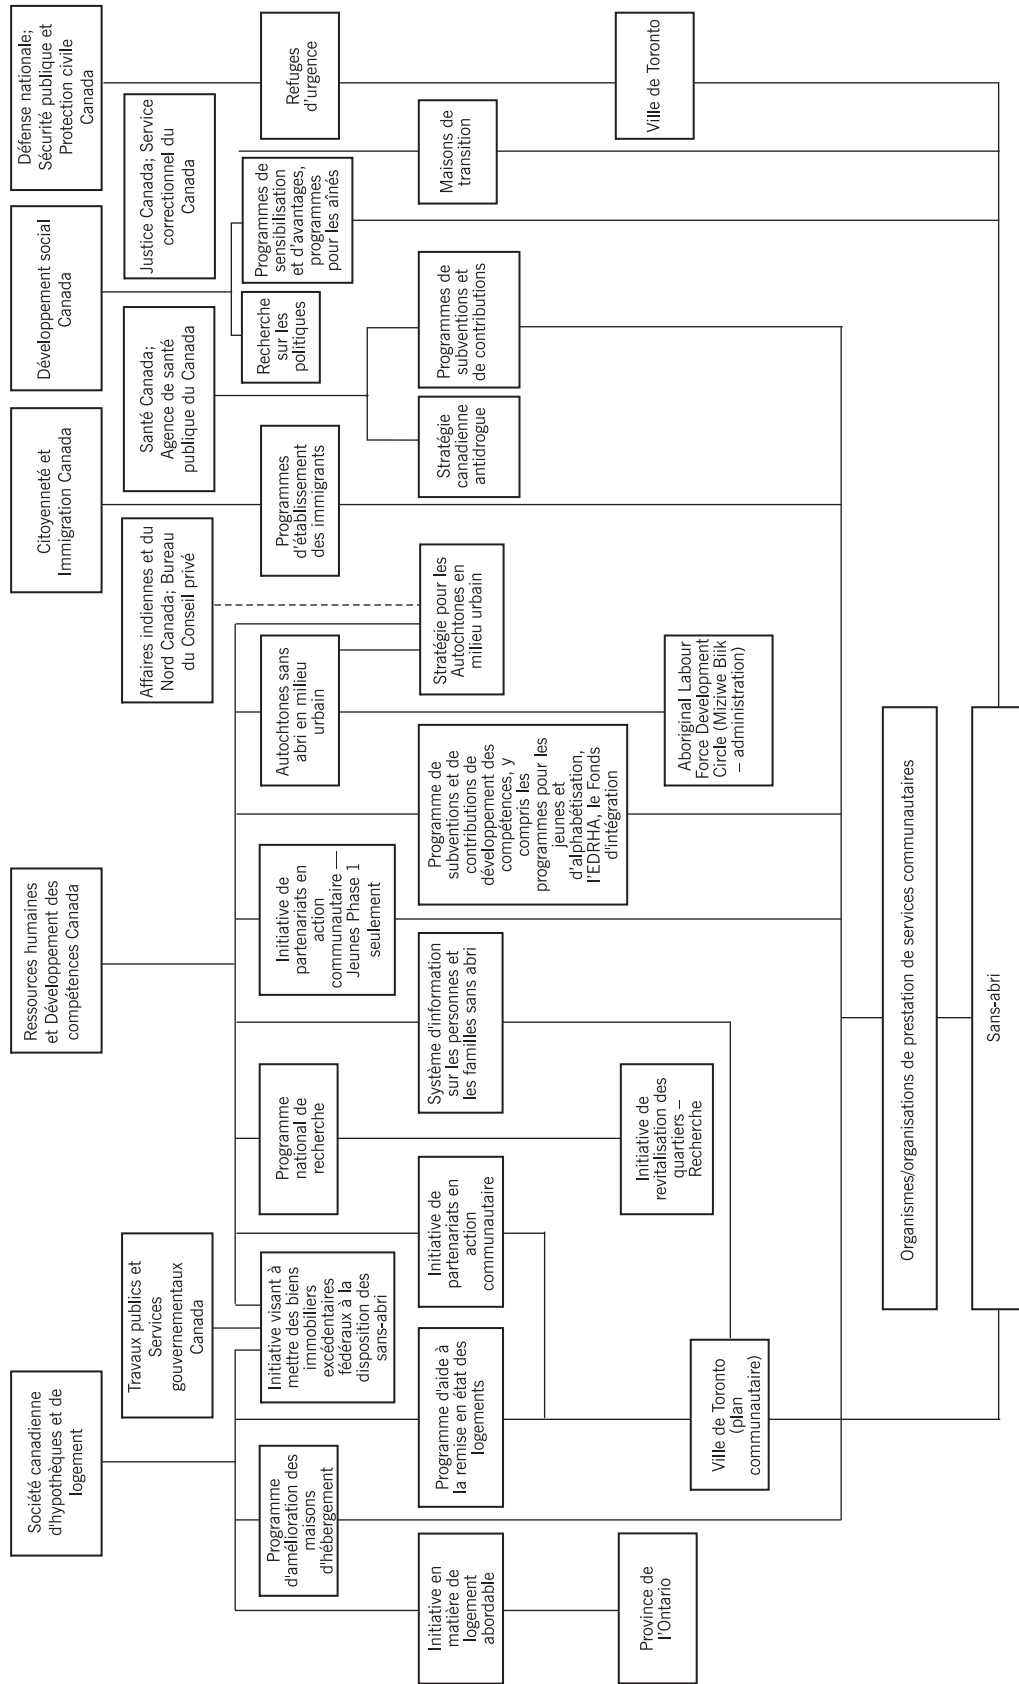 Société canadienne
d'hypothèques et de
logement
Ressources humaines
et Développement des
compétences Canada
Citoyenneté et
Immigration Canada
Développement social
Canada
Défense nationale;
Sécurité publique et
Protection civile
Canada
Travaux publics et
Services
gouvernementaux
Canada
Affaires indiennes et du
Nord Canada; Bureau
du Conseil privé
Santé Canada;
Agence de santé
publique du Canada
Justice Canada; Service
correctionnel du
Canada
Programme
d'amélioration des
maisons
d'hébergement
Initiative visant à
mettre des biens
immobiliers
excédentaires
fédéraux à la
disposition des
sans-abri
Programme
national de
recherche
Initiative de
partenariats en
action
communautaire —
Jeunes Phase 1
seulement
Autochtones sans
abri en milieu
urbain
Programmes
d'établissement
des immigrants
Recherche
sur les
politiques
Programmes de
sensibilisation
et d'avantages,
programmes
pour les aînés
Refuges
d'urgence
Initiative en
matière de
logement
abordable
Programme d'aide à
la remise en état des
logements
Initiative de
partenariats en
action
communautaire
Système d'information
sur les personnes et
les familles sans abri
Programme de
subventions et de
contributions de
développement des
compétences, y
compris les
programmes pour les
jeunes et
d'alphabétisation,
l'EDRHA, le Fonds
d'intégration
Stratégie pour les
Autochtones en
milieu urbain
Stratégie
canadienne
antidrogue
Programmes de
subventions et
de contributions
Maisons de
transition
Province de
l'Ontario
Ville de Toronto
(plan
communautaire)
Initiative de
revitalisation des
quartiers –
Recherche
Aboriginal Labour
Force Development
Circle (Miziwe Biik
– administration)
Ville de Toronto
Organismes/organisations de prestation de services communautaires
Sans-abri